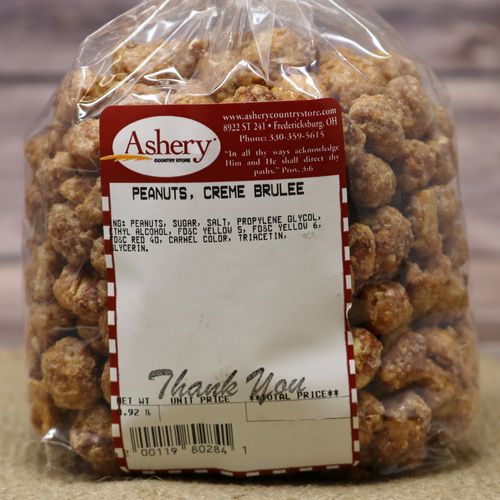 Ashery
COUNTRY STORE
www.asherycountrystore.com
8922 ST 241 • Fredericksburg, OH
Phone: 330-359-5615
"In all thy ways acknowledge
Him and He shall direct thy
paths." Prov. 3:6
PEANUTS, CREME BRULEE
NG: PEANUTS, SUGAR, SALT, PROPYLENE GLYCOL,
THYL ALCOHOL, FD&C YELLOW 5, FD&C YELLOW 6,
D&C RED 40, CARMEL COLOR, TRIACETIN,
GLYCERIN.
Thank You
NET WT UNIT PRICE **TOTAL PRICE**
0.92 lb
2 00119 80284 1